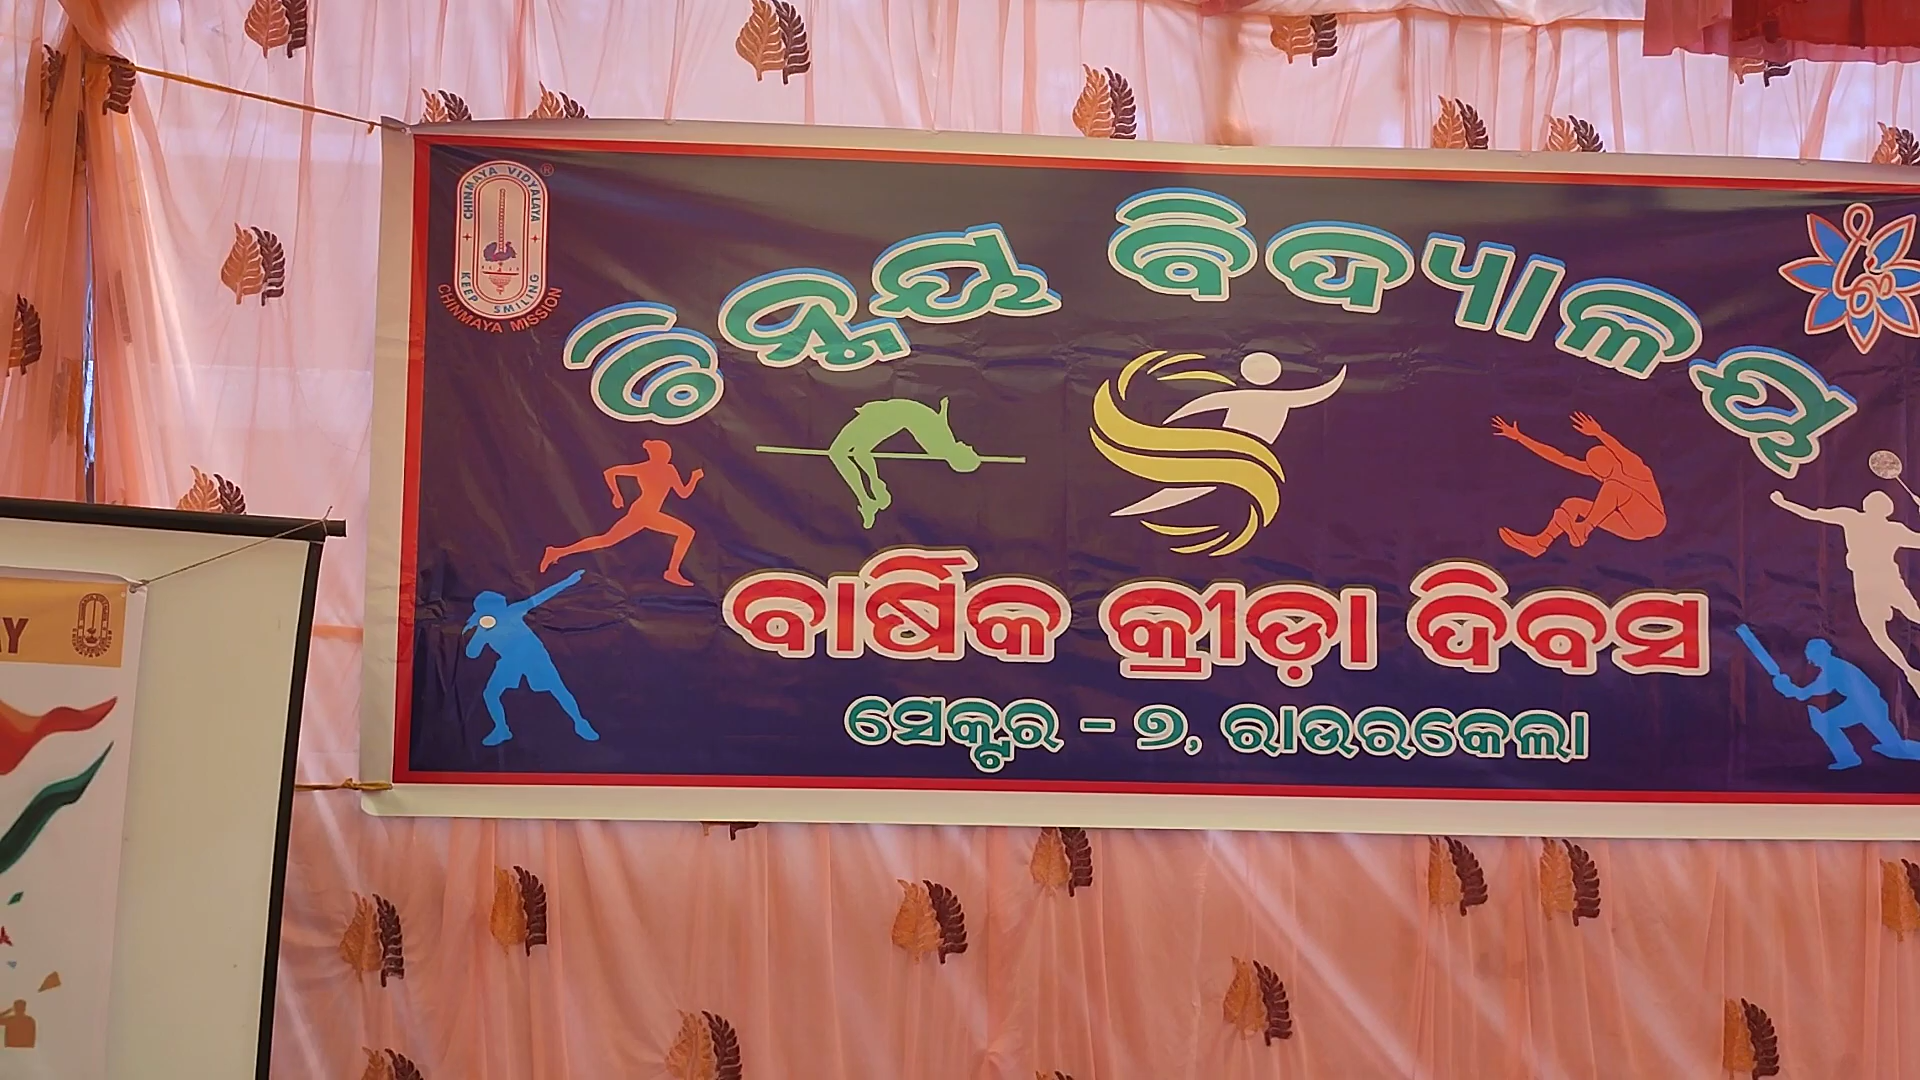 CHINMAYA VIDYALAYA
KEEP SMILING
CHINMAYA MISSION
ଚିନ୍ମୟ ବିଦ୍ୟାଳୟ
ବାର୍ଷିକ କ୍ରୀଡ଼ା ଦିବସ
ସେକ୍ଟର - ୭, ରାଉରକେଲା